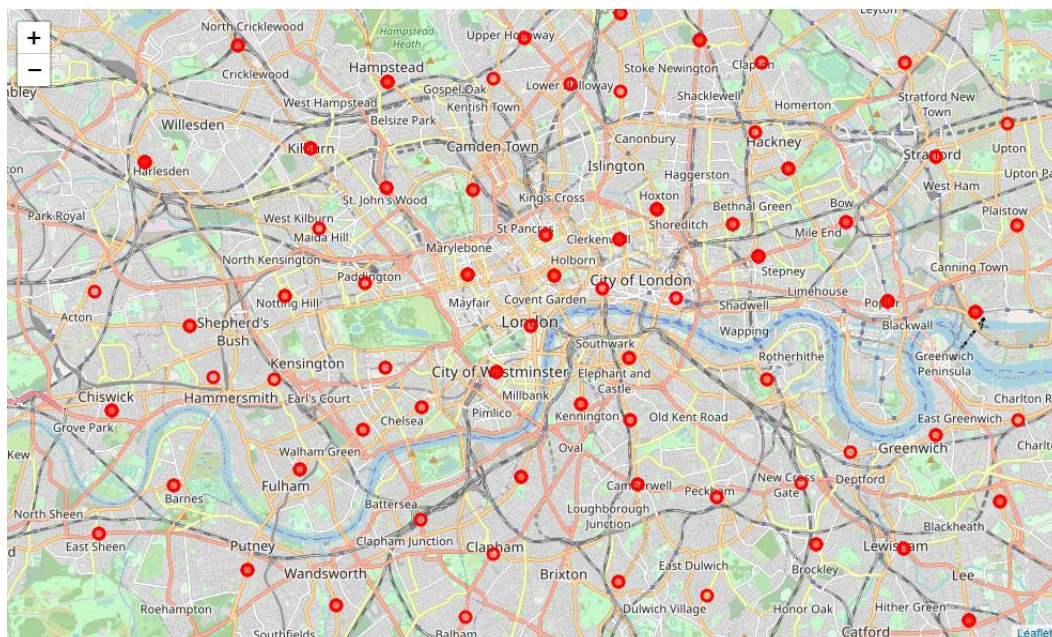 North Cricklewood
Hampstead
Heath
Upper Holloway
Leyton
+
−
Cricklewood
Hampstead
Gospel Oak
Lower Holloway
Stoke Newington
Clapton
West Hampstead
Kentish Town
Shacklewell
Homerton
Stratford New
Town
Willesden
Belsize Park
Canonbury
Upton
Kilburn
Camden Town
Hackney
Stratford
Harlesden
Islington
Haggerston
West Ham
Upton Pa
St. John's Wood
King's Cross
Hoxton
Bethnal Green
Bow
Plaistow
Park Royal
West Kilburn
Maida Hill
St Pancras
Clerkenwell
Shoreditch
Mile End
Marylebone
North Kensington
Paddington
Holborn
City of London
Stepney
Canning Town
Notting Hill
Mayfair
Covent Garden
Shadwell
Limehouse
Poplar
Acton
Shepherd's
Bush
London
Wapping
Blackwall
Southwark
Kensington
City of Westminster
Elephant and
Castle
Rotherhithe
Greenwich
Peninsula
Chiswick
Hammersmith
Earl's Court
Millbank
Pimlico
Kennington
Old Kent Road
Charlton R
Grove Park
Chelsea
East Greenwich
Kew
Walham Green
Oval
Greenwich
Charlt
Fulham
Barnes
Camberwell
Peckham
New Cross
Gate
Deptford
North Sheen
Battersea
Loughborough
Junction
Blackheath
East Sheen
Putney
Clapham Junction
Clapham
Lewisham
Wandsworth
Brixton
East Dulwich
Brockley
Lee
Roehampton
Dulwich Village
Honor Oak
Hither Green
Southfields
Balham
Catford
Leaflet